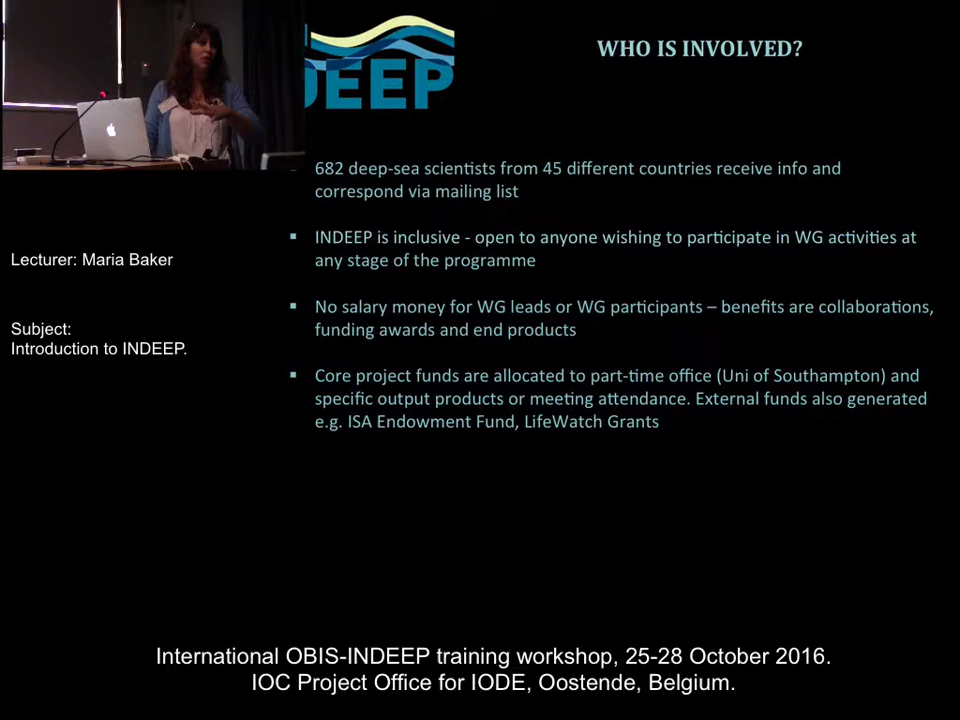 DEEP
WHO IS INVOLVED?
682 deep-sea scientists from 45 different countries receive info and
correspond via mailing list
▪ INDEEP is inclusive - open to anyone wishing to participate in WG activities at
any stage of the programme
▪ No salary money for WG leads or WG participants – benefits are collaborations,
funding awards and end products
▪ Core project funds are allocated to part-time office (Uni of Southampton) and
specific output products or meeting attendance. External funds also generated
e.g. ISA Endowment Fund, LifeWatch Grants
Lecturer: Maria Baker
Subject:
Introduction to INDEEP.
International OBIS-INDEEP training workshop, 25-28 October 2016.
IOC Project Office for IODE, Oostende, Belgium.